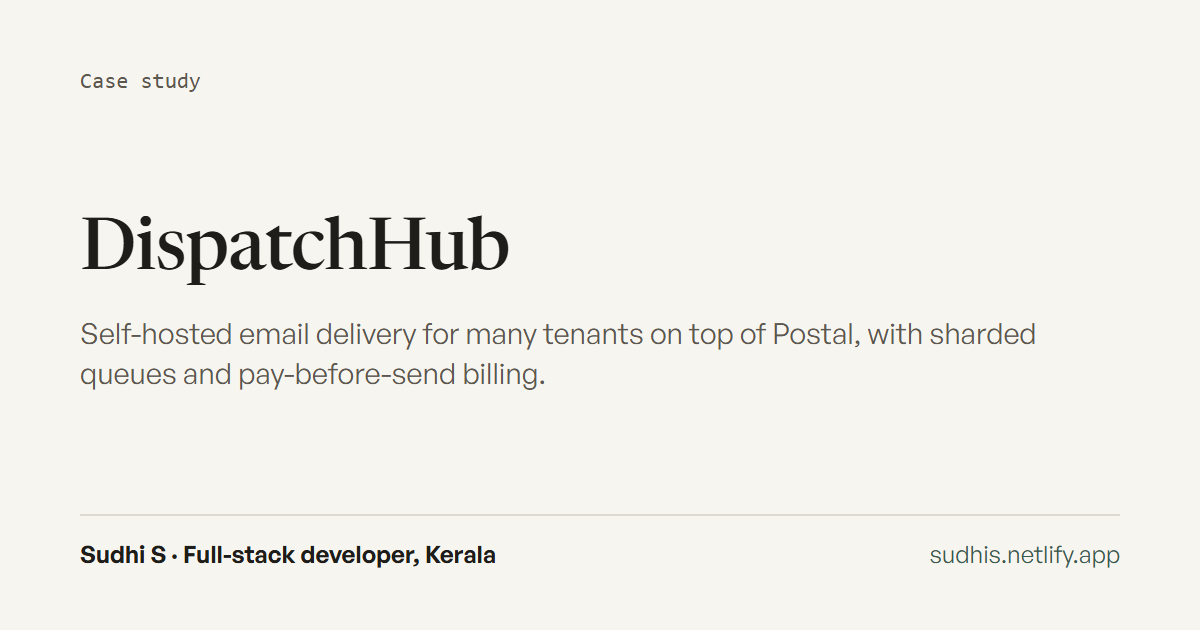 Case study
DispatchHub
Self-hosted email delivery for many tenants on top of Postal, with sharded
queues and pay-before-send billing.
Sudhi S · Full-stack developer, Kerala
sudhis.netlify.app